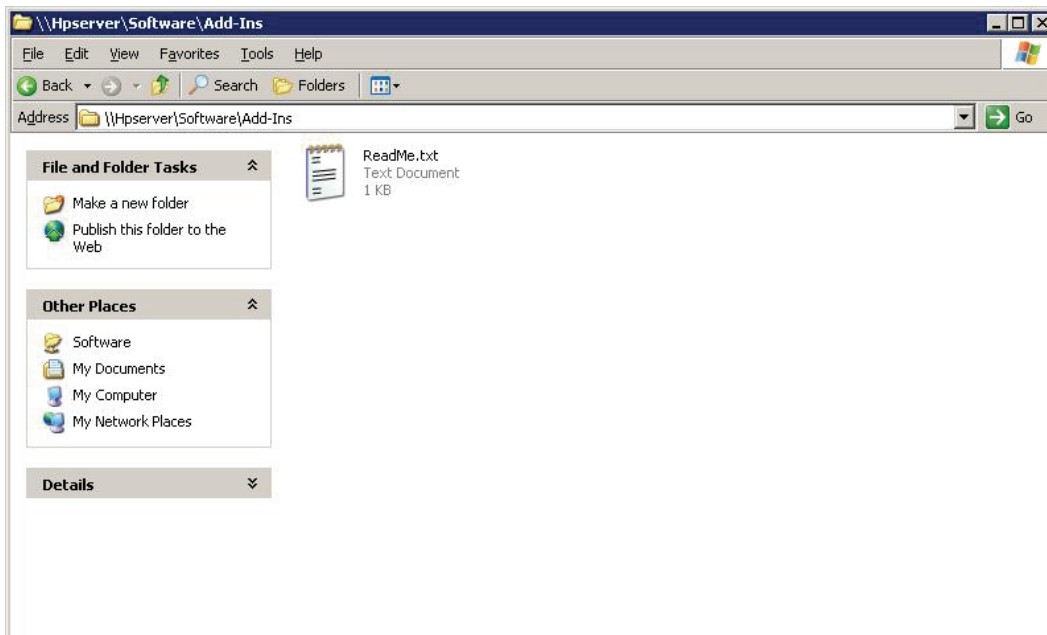 \\Hpserver\Software\Add-Ins
File Edit View Favorites Tools Help
Back Search Folders
Address \\Hpserver\Software\Add-Ins Go
File and Folder Tasks
Make a new folder
Publish this folder to the
Web
Other Places
Software
My Documents
My Computer
My Network Places
Details
ReadMe.txt
Text Document
1 KB